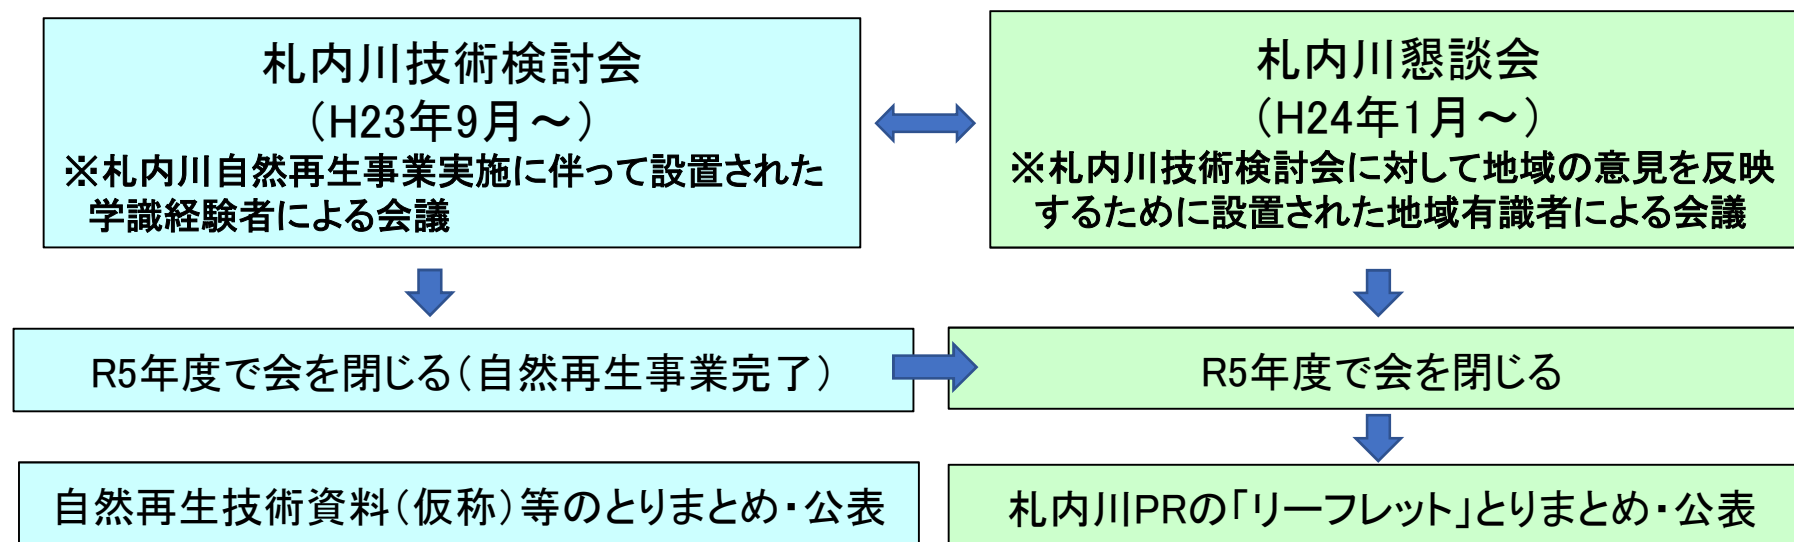 札内川技術検討会
（H23年9月～）
※札内川自然再生事業実施に伴って設置された
学識経験者による会議
札内川懇談会
（H24年1月～）
※札内川技術検討会に対して地域の意見を反映
するために設置された地域有識者による会議
R5年度で会を閉じる（自然再生事業完了）
R5年度で会を閉じる
自然再生技術資料（仮称）等のとりまとめ・公表
札内川PRの「リーフレット」とりまとめ・公表